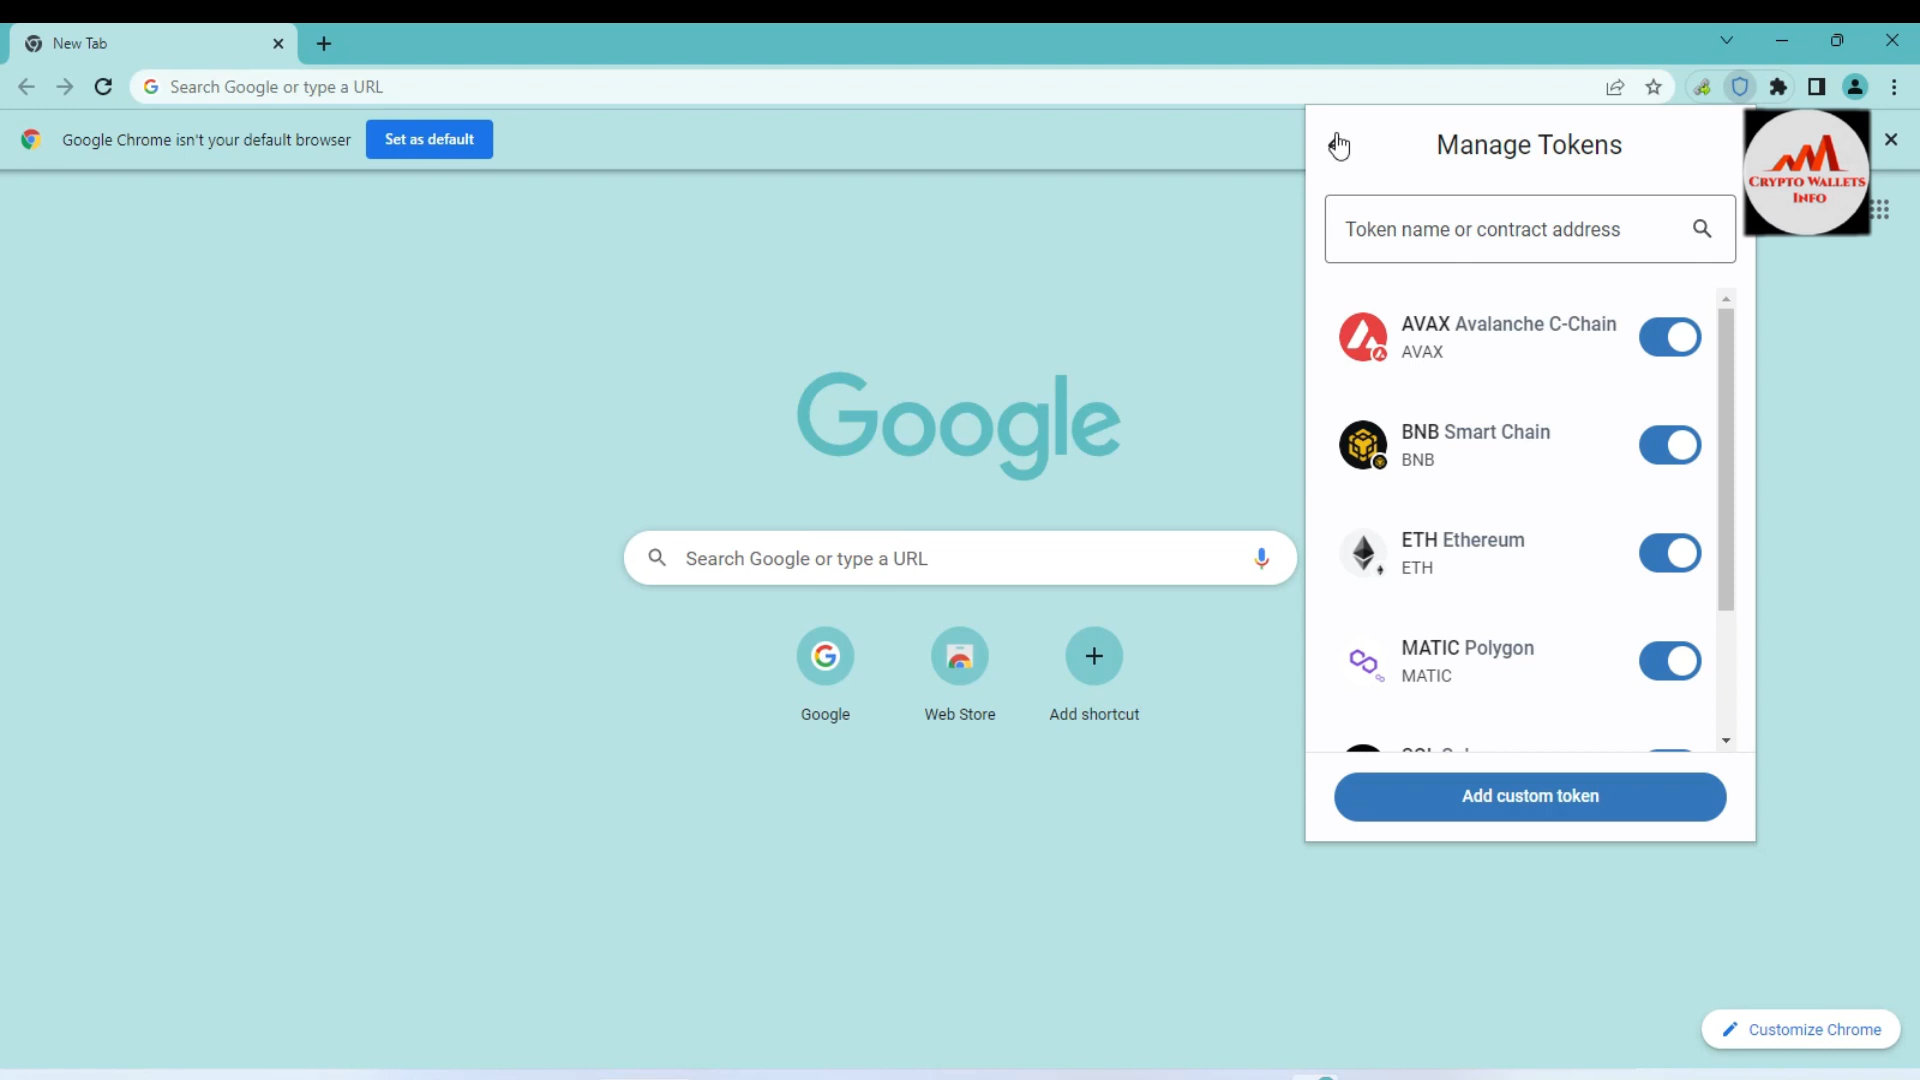 New Tab
Search Google or type a URL
Google Chrome isn't your default browser
Set as default
Manage Tokens
CRYPTO WALLETS
INFO
Token name or contract address
AVAX Avalanche C-Chain
AVAX
BNB Smart Chain
BNB
ETH Ethereum
ETH
MATIC Polygon
MATIC
Add custom token
Google
Search Google or type a URL
Google
Web Store
Add shortcut
Customize Chrome